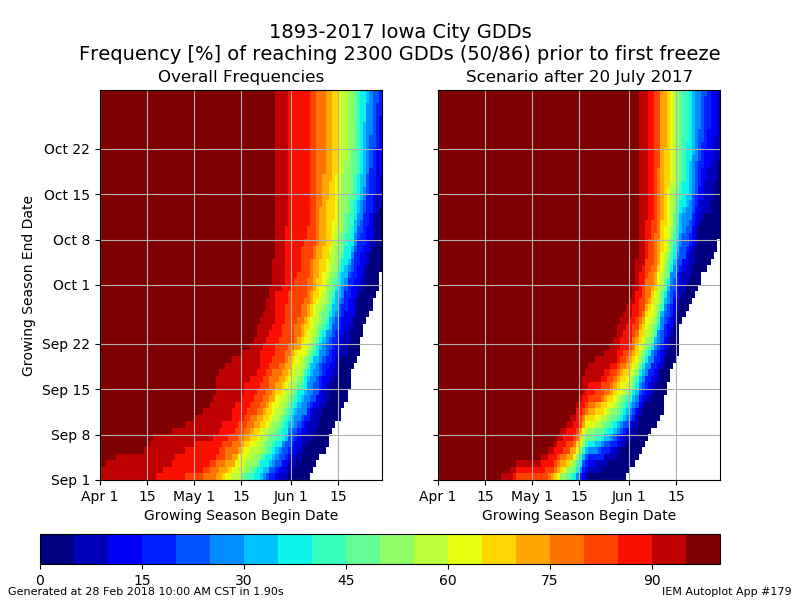 1893-2017 Iowa City GDDs
Frequency [%] of reaching 2300 GDDs (50/86) prior to first freeze
Overall Frequencies
Scenario after 20 July 2017
Growing Season End Date
Oct 22
Oct 15
Oct 8
Oct 1
Sep 22
Sep 15
Sep 8
Sep 1
Apr 1 15 May 1 15 Jun 1 15
Apr 1 15 May 1 15 Jun 1 15
Growing Season Begin Date
Growing Season Begin Date
0 15 30 45 60 75 90
Generated at 28 Feb 2018 10:00 AM CST in 1.90s
IEM Autoplot App #179